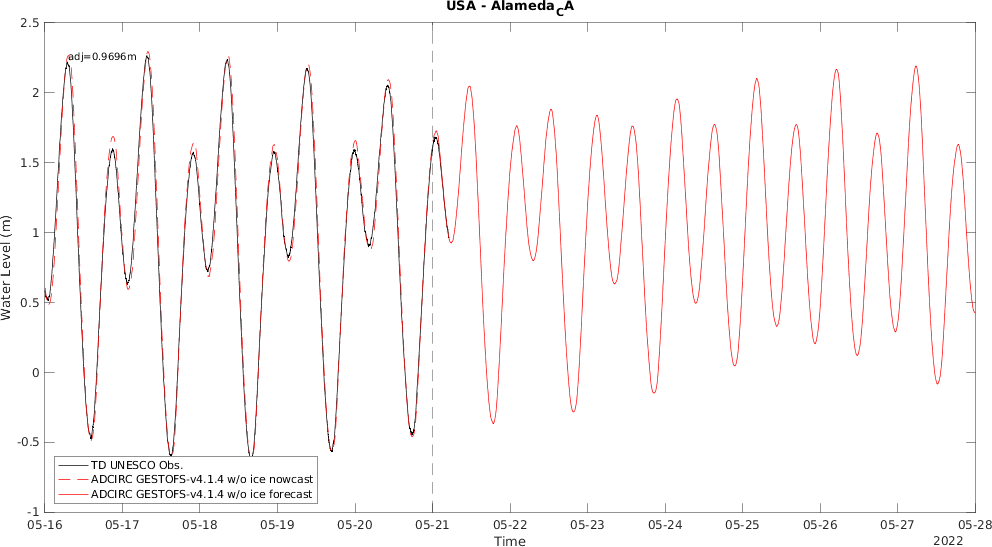 USA - Alameda_CA
adj=0.9696m
2.5
2
1.5
1
0.5
0
-0.5
-1
Water Level (m)
TD UNESCO Obs.
ADCIRC GESTOFS-v4.1.4 w/o ice nowcast
ADCIRC GESTOFS-v4.1.4 w/o ice forecast
05-16 05-17 05-18 05-19 05-20 05-21 05-22 05-23 05-24 05-25 05-26 05-27 05-28
Time
2022